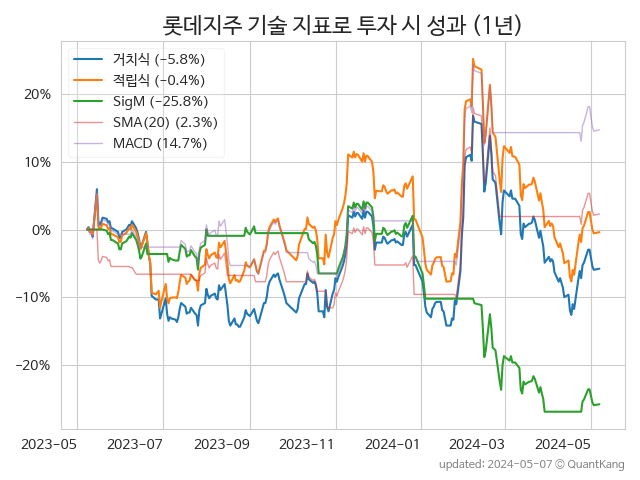 롯데지주 기술 지표로 투자 시 성과 (1년)
거치식 (−5.8%)
적립식 (−0.4%)
SigM (−25.8%)
SMA(20) (2.3%)
MACD (14.7%)
20%
10%
0%
−10%
−20%
2023−05 2023−07 2023−09 2023−11 2024−01 2024−03 2024−05
updated: 2024−05−07 © QuantKang